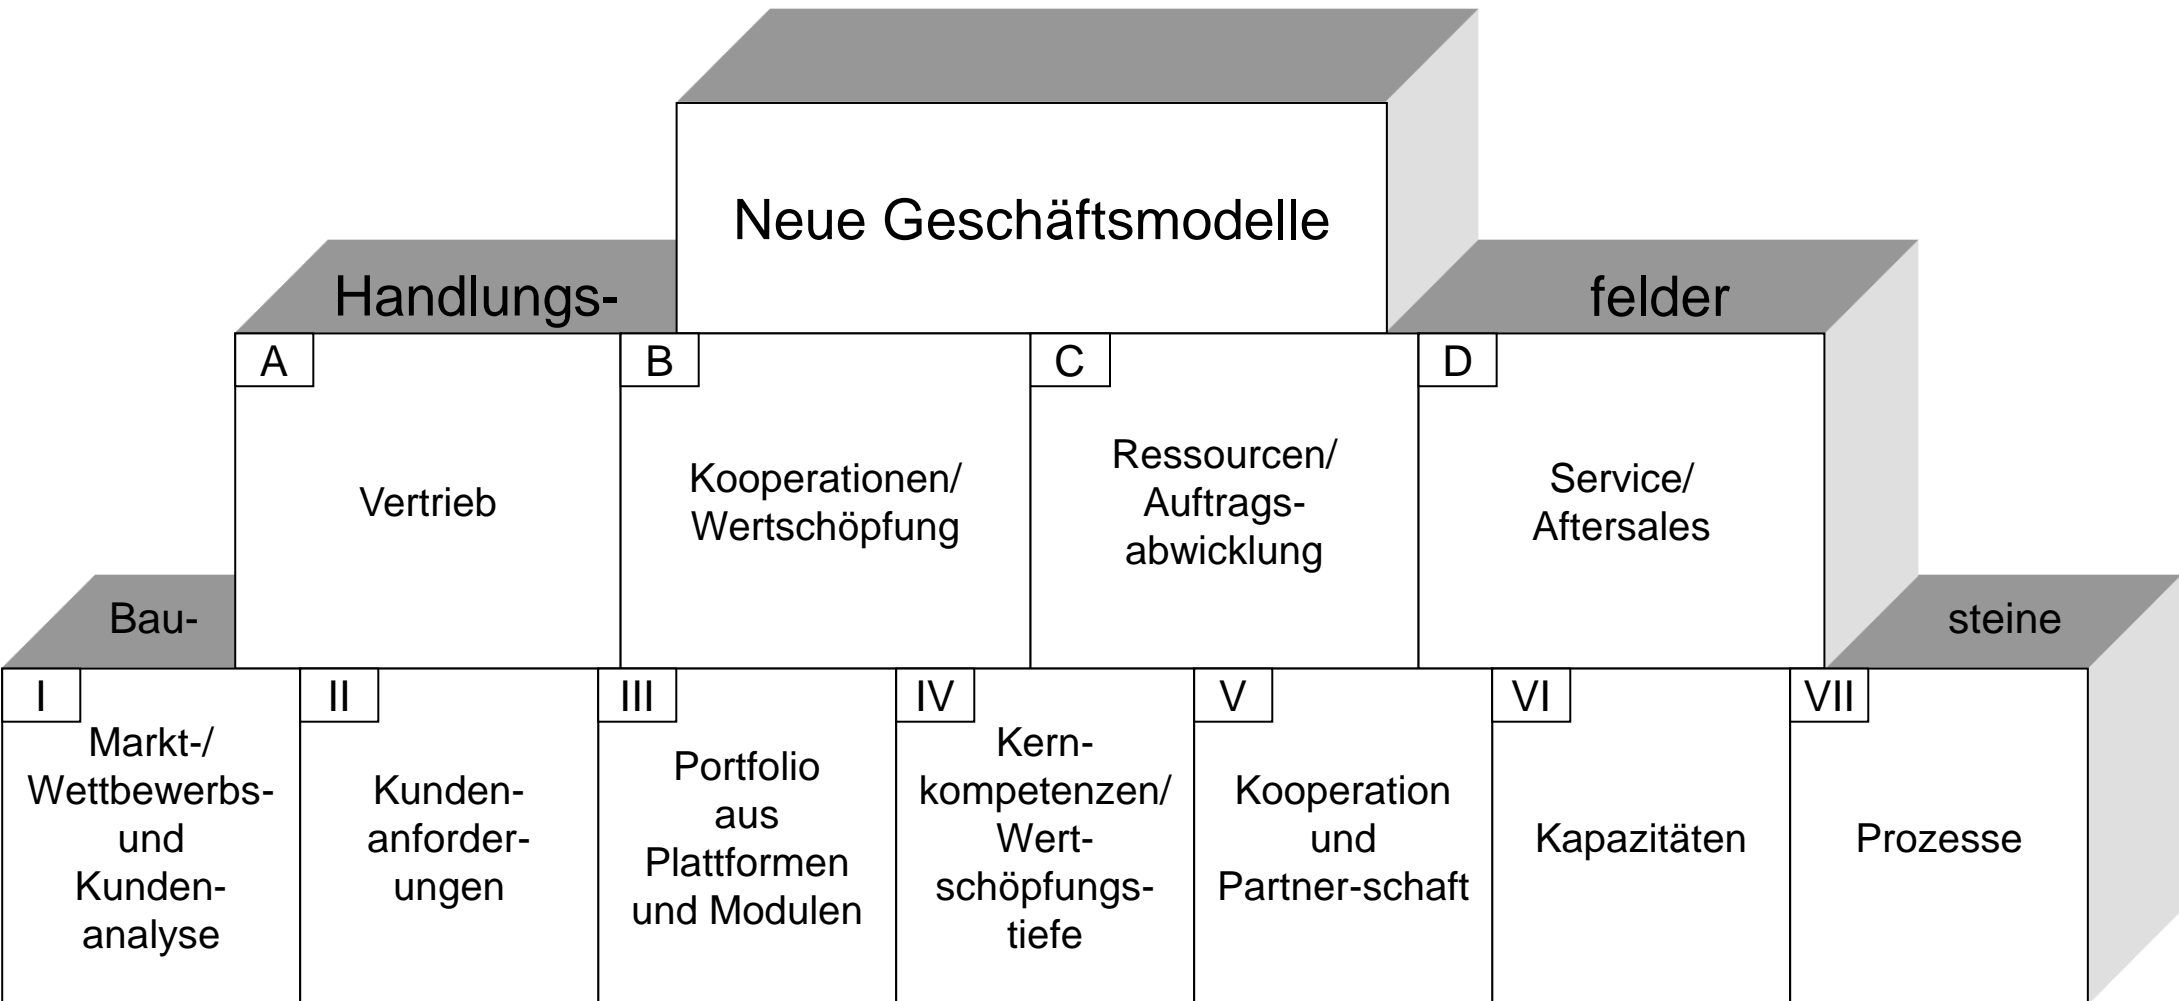 Neue Geschäftsmodelle
Handlungs-
felder
A
Vertrieb
B
Kooperationen/
Wertschöpfung
C
Ressourcen/
Auftrags-
abwicklung
D
Service/
Aftersales
Bau-
steine
I
Markt-/
Wettbewerbs-
und
Kunden-
analyse
II
Kunden-
anforder-
ungen
III
Portfolio
aus
Plattformen
und Modulen
IV
Kern-
kompetenzen/
Wert-
schöpfungs-
tiefe
V
Kooperation
und
Partner-schaft
VI
Kapazitäten
VII
Prozesse